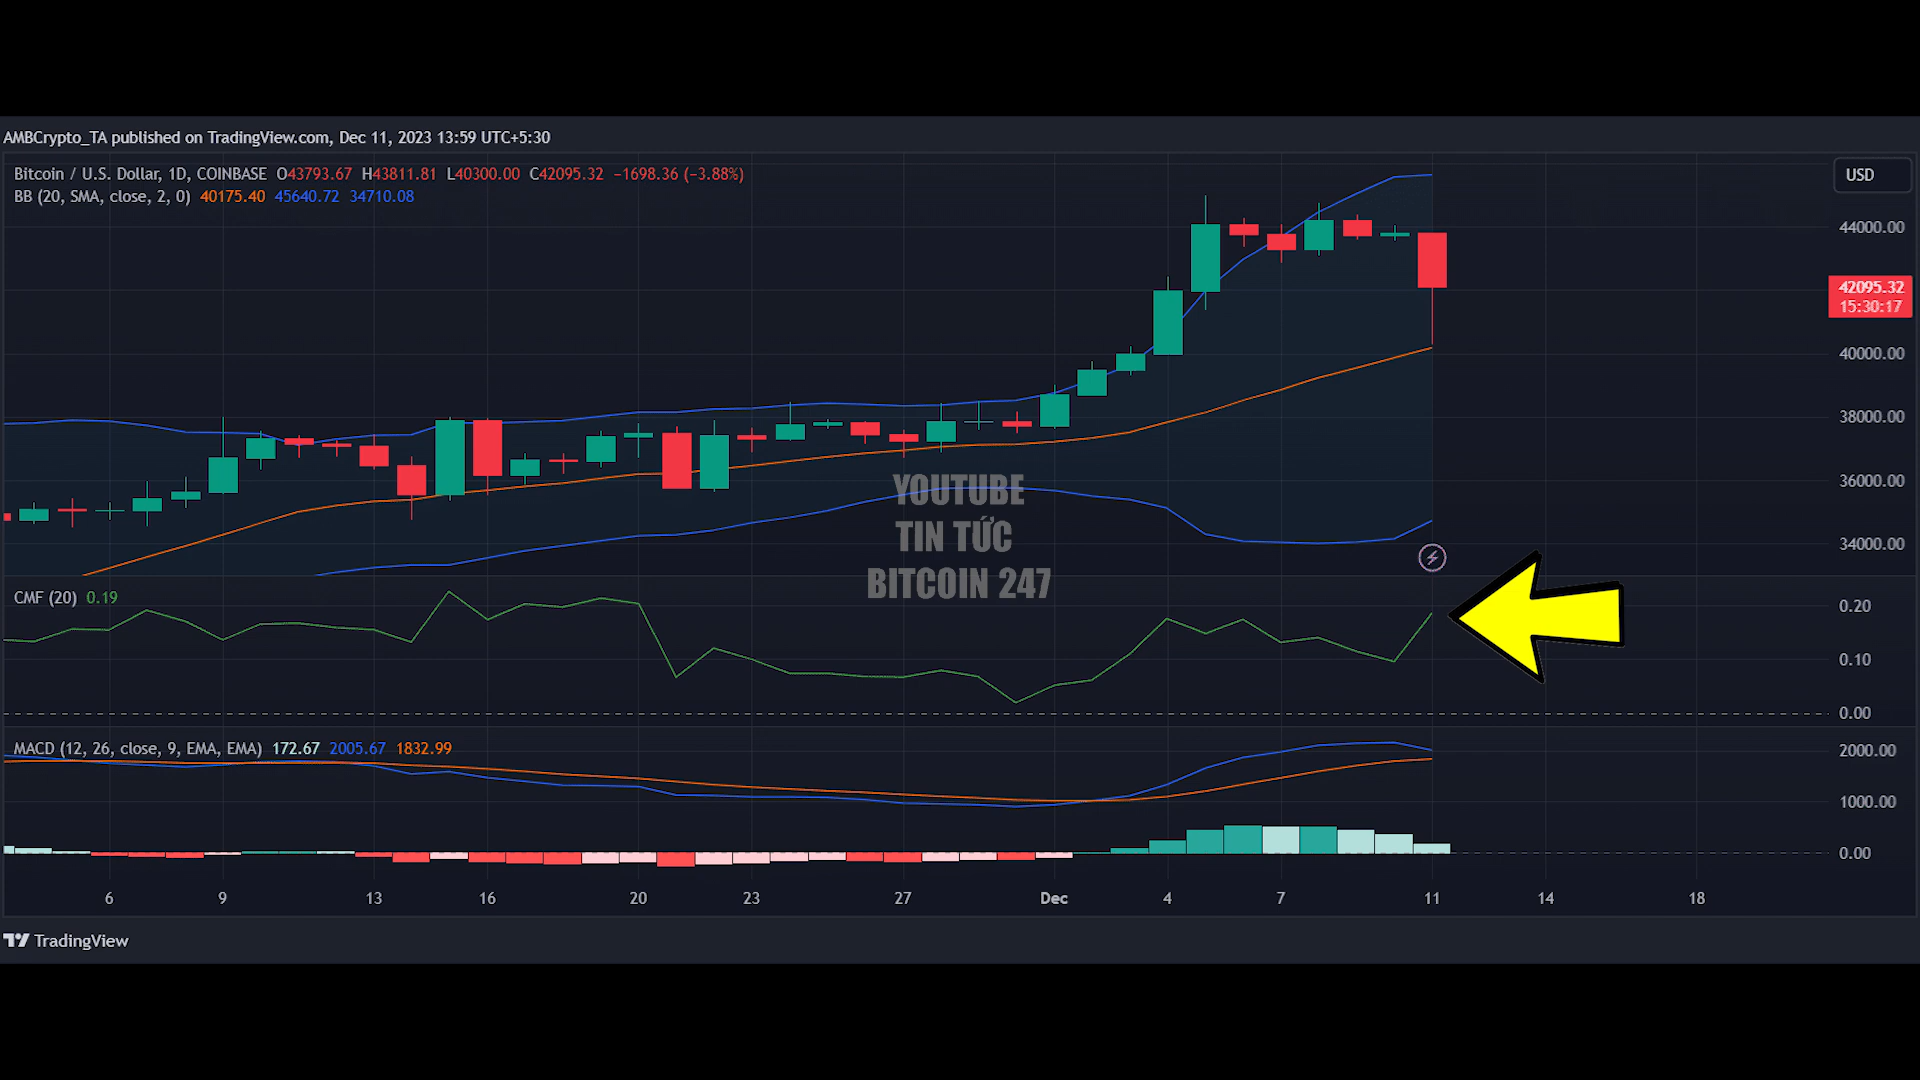 AMBCrypto_TA published on TradingView.com, Dec 11, 2023 13:59 UTC+5:30
Bitcoin / U.S. Dollar, 1D, COINBASE O43793.67 H43811.81 L40300.00 C42095.32 −1698.36 (−3.88%)
BB (20, SMA, close, 2, 0) 40175.40 45640.72 34710.08
USD
44000.00
42095.32
15:30:17
40000.00
38000.00
36000.00
34000.00
YOUTUBE
TIN TỨC
BITCOIN 247
CMF (20) 0.19
0.20
0.10
0.00
MACD (12, 26, close, 9, EMA, EMA) 172.67 2005.67 1832.99
2000.00
1000.00
0.00
6 9 13 16 20 23 27 Dec 4 7 11 14 18
TradingView